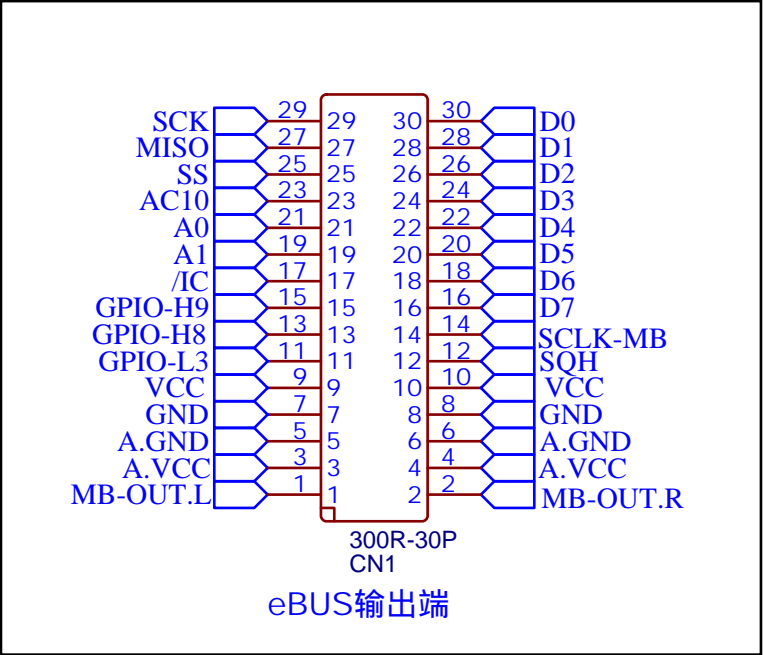 SCK 29 29 30 30 D0
MISO 27 27 28 28 D1
SS 25 25 26 26 D2
AC10 23 23 24 24 D3
A0 21 21 22 22 D4
A1 19 19 20 20 D5
/IC 17 17 18 18 D6
GPIO-H9 15 15 16 16 D7
GPIO-H8 13 13 14 14 SCLK-MB
GPIO-L3 11 11 12 12 SQH
VCC 9 9 10 10 VCC
GND 7 7 8 8 GND
A.GND 5 5 6 6 A.GND
A.VCC 3 3 4 4 A.VCC
MB-OUT.L 1 1 2 2 MB-OUT.R
300R-30P
CN1
eBUS输出端